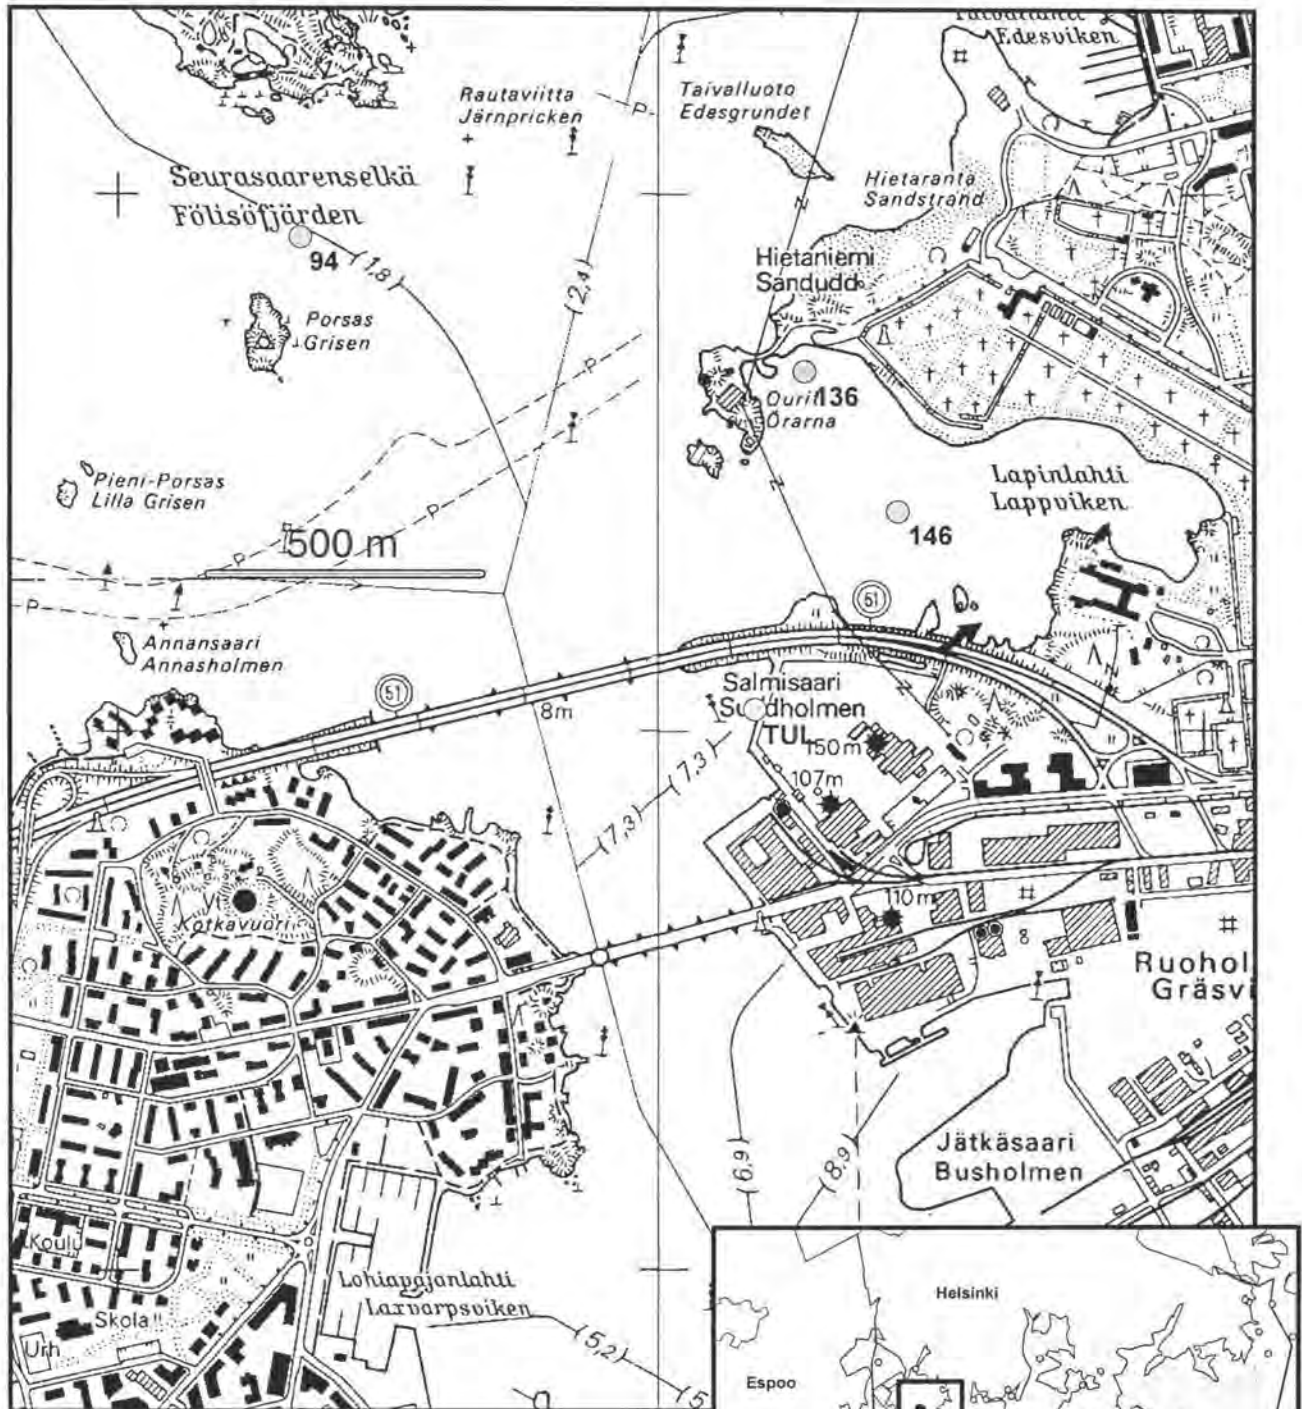 Edesviken
Rautaviitta
Järnpricken
P
Taivalluoto
Edesgrundet
Seurasaarenselkä
Fölisöfjärden
Hietaranta
Sandstrand
N
94
(1,8)
(2,4)
Hietaniemi
Sandudd
Porsas
Grisen
P
136
Örarna
N
Pieni-Porsas
Lilla Grisen
P
Lapinlahti
Lappviken
500 m
146
P
P
51
Annansaari
Annasholmen
51
8m
N
Salmisaari
TUL
150m
(7,3)
107m
(7,3)
Kotkavuori
110m
8
Ruohol
Gräsvi
(6,9)
(8,9)
Jätkäsaari
Busholmen
Koulu
Skola
Urh
Lohiapajanlahti
Laxvarpsviken
(5,2)
(5
Helsinki
Espoo